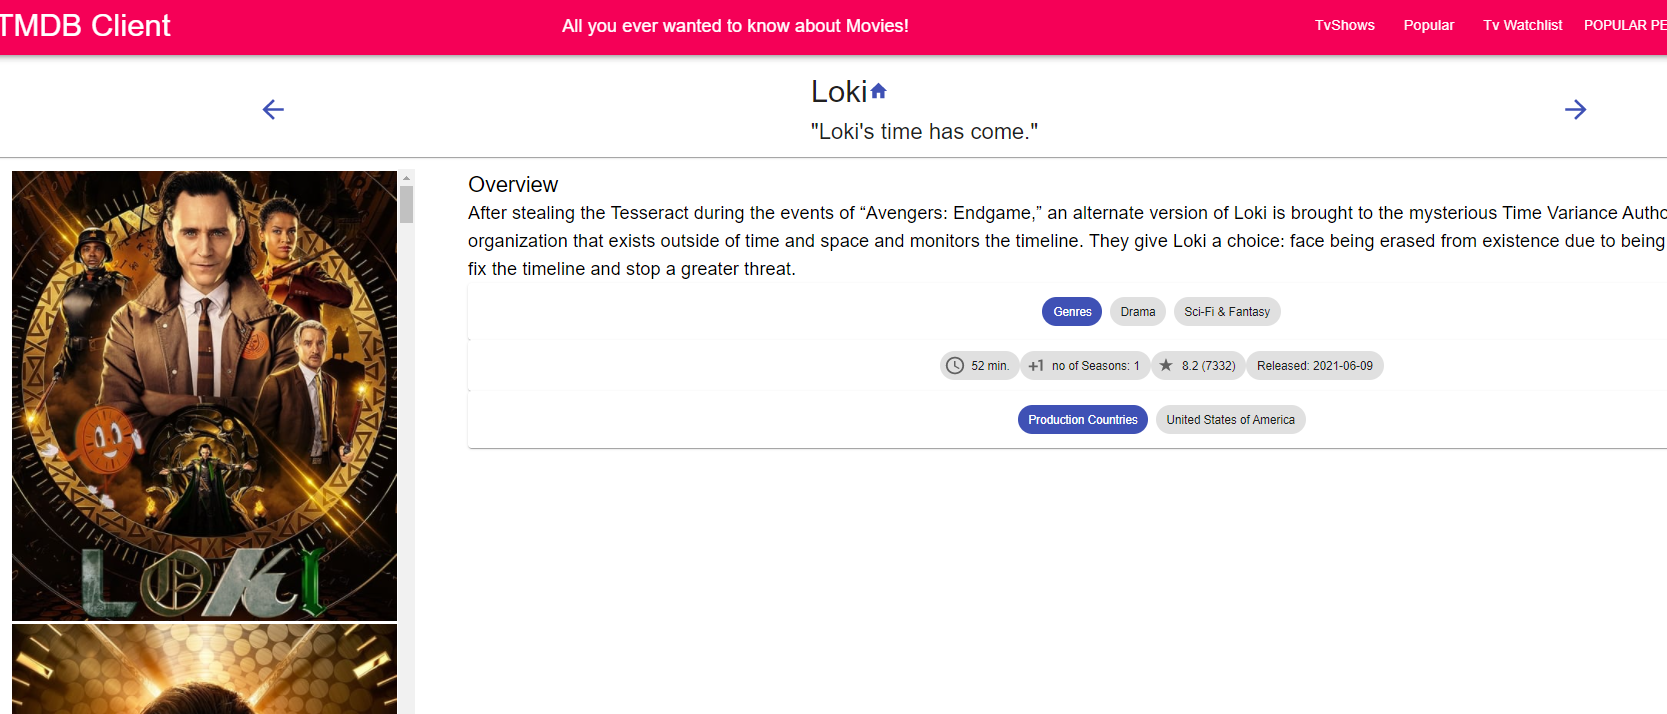 TMDB Client
All you ever wanted to know about Movies!
TvShows
Popular
Tv Watchlist
POPULAR PE
Loki
"Loki's time has come."
LOKI
Overview
After stealing the Tesseract during the events of “Avengers: Endgame,” an alternate version of Loki is brought to the mysterious Time Variance Autho
organization that exists outside of time and space and monitors the timeline. They give Loki a choice: face being erased from existence due to being
fix the timeline and stop a greater threat.
Genres
Drama
Sci-Fi & Fantasy
52 min.
+1 no of Seasons: 1
8.2 (7332)
Released: 2021-06-09
Production Countries
United States of America